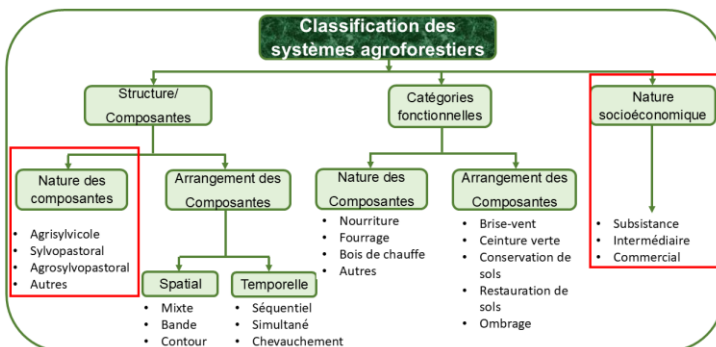 Classification des
systèmes agroforestiers
Structure/
Composantes
Catégories
fonctionnelles
Nature
socioéconomique
Nature des
composantes
Arrangement des
Composantes
Nature des
Composantes
Arrangement des
Composantes
• Agrisylvicole
• Sylvopastoral
• Agrosylvopastoral
• Autres
Spatial
Temporelle
• Mixte
• Bande
• Contour
• Séquentiel
• Simultané
• Chevauchement
• Nourriture
• Fourrage
• Bois de chauffe
• Autres
• Brise-vent
• Ceinture verte
• Conservation de
sols
• Restauration de
sols
• Ombrage
• Subsistance
• Intermédiaire
• Commercial